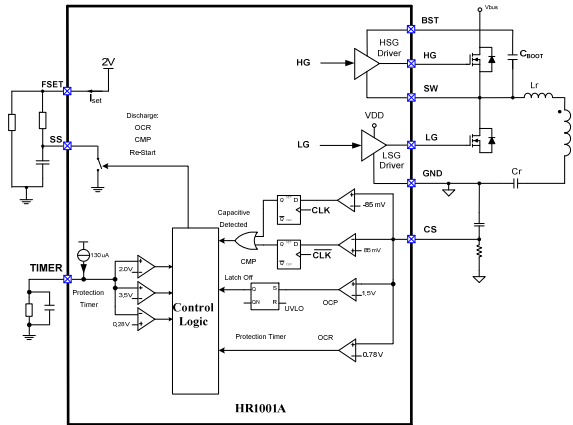 Vbus
BST
HSG
Driver
HG
HG
C BOOT
2V
SW
Lr
FSET
Iset
VDD
Discharge:
OCR
CMP
Re-Start
SS
LG
LSG
Driver
LG
GND
Cr
Q D
Q
CLK
-85 mV
Capacitive
Detected
CS
Q D
Q
CLK
85 mV
CMP
130uA
TIMER
2.0V
Protection
Timer
Latch Off
Q S
QN R
UVLO
OCP
1,5V
3,5V
Control
Logic
0,28V
Protection Timer
OCR
0.78V
HR1001A